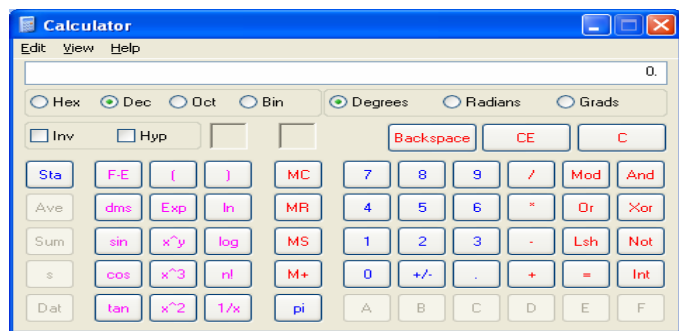 Calculator
Edit View Help
0.
Hex Dec Oct Bin Degrees Radians Grads
Inv Hyp Backspace CE C
Sta F-E ( ) MC 7 8 9 / Mod And
Ave dms Exp ln MR 4 5 6 * Or Xor
Sum sin x^y log MS 1 2 3 - Lsh Not
s cos x^3 n! M+ 0 +/- . + = Int
Dat tan x^2 1/x pi A B C D E F